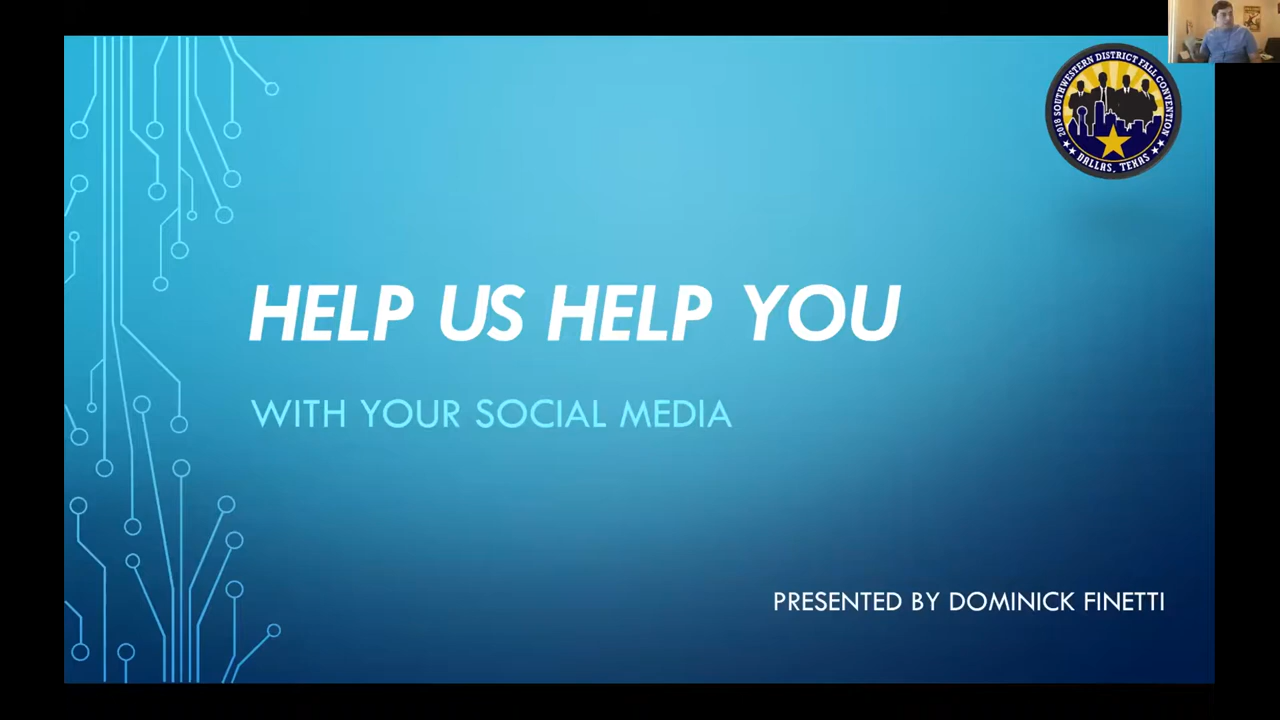 2018 SOUTHWESTERN DISTRICT FALL CONVENTION
DALLAS, TEXAS
HELP US HELP YOU
WITH YOUR SOCIAL MEDIA
PRESENTED BY DOMINICK FINETTI